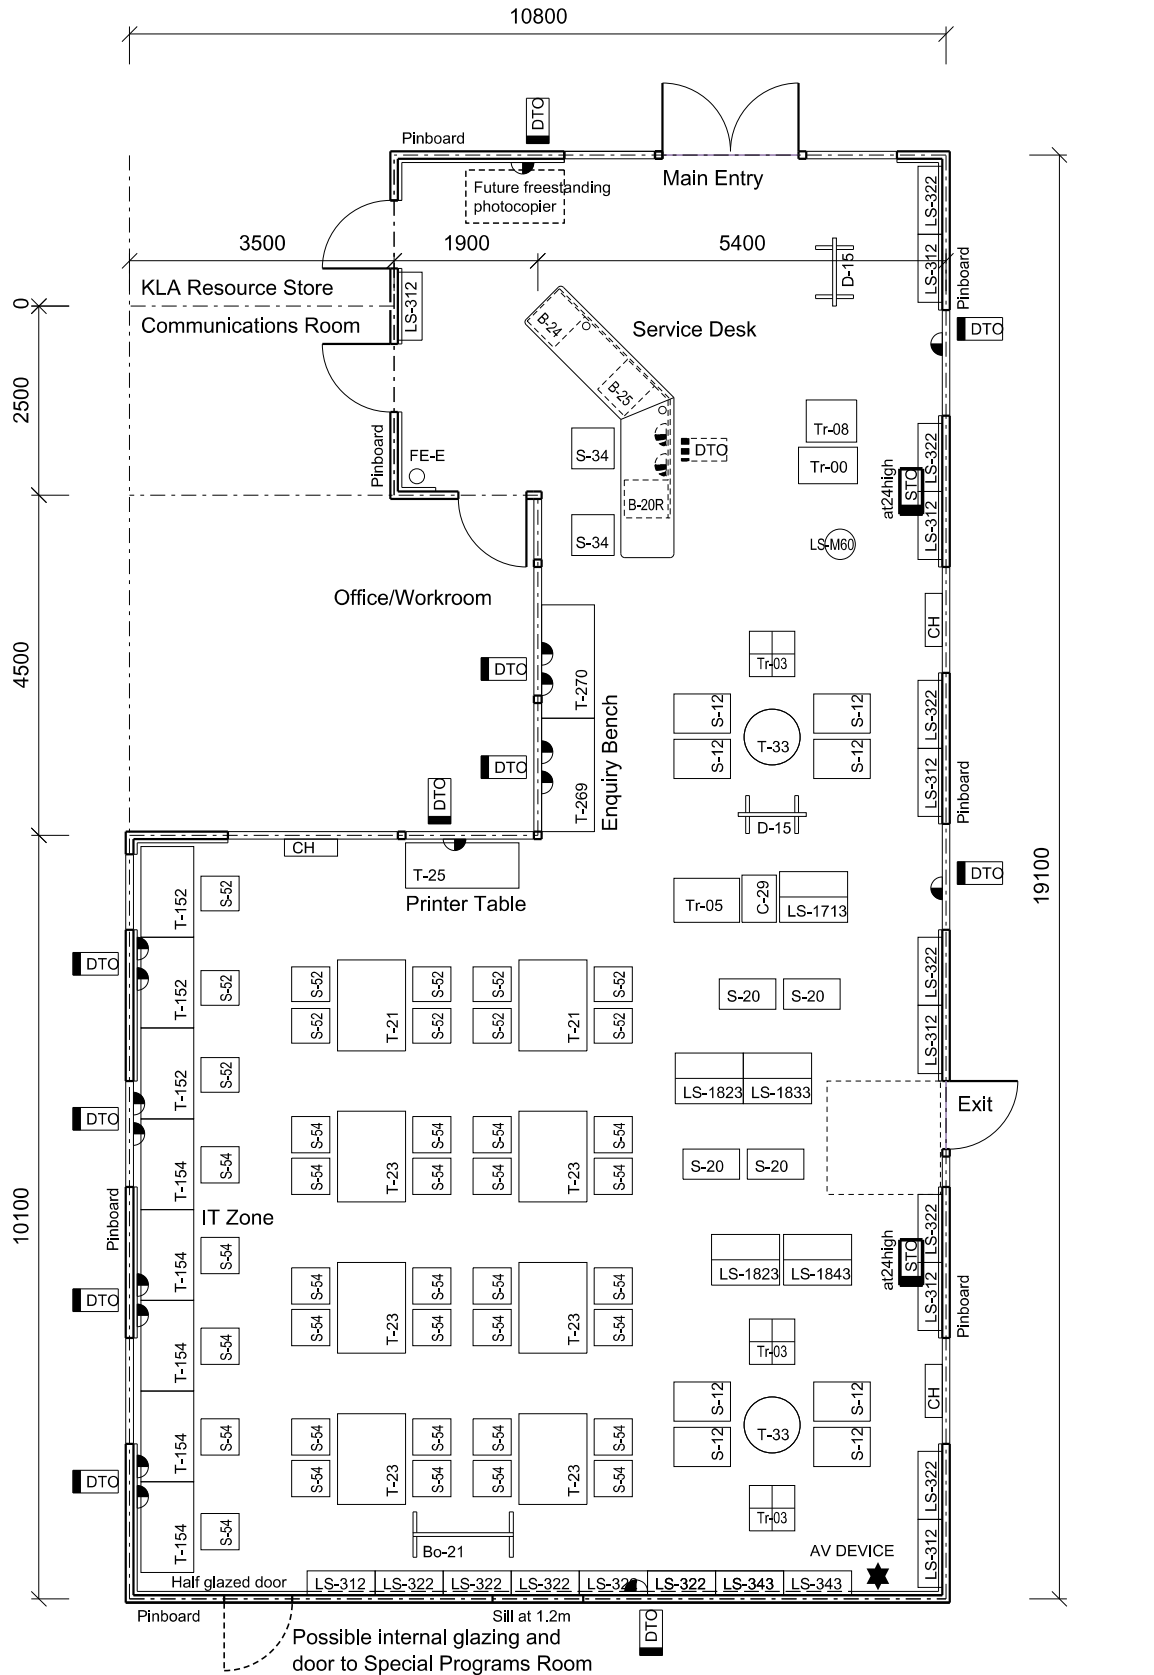 10800
DTO
Pinboard
Main Entry
Future freestanding
photocopier
LS-322
3500
1900
5400
D-15
LS-312
Pinboard
KLA Resource Store
0
LS-312
Communications Room
B-24
Service Desk
DTO
B-25
2500
Tr-08
Pinboard
FE-E
S-34
DTO
LS-322
Tr-00
at24high
STO
B-20R
LS-312
S-34
LS-M60
Office/Workroom
CH
4500
DTO
T-270
Tr-03
LS-322
Enquiry Bench
S-12
S-12
T-33
S-12
S-12
LS-312
Pinboard
DTO
T-269
DTO
D-15
CH
T-25
DTO
19100
Printer Table
T-152
S-52
Tr-05
C-29
LS-1713
DTO
T-152
S-52
S-52
S-52
S-52
S-52
LS-322
S-20
S-20
S-52
T-21
S-52
S-52
T-21
S-52
LS-312
T-152
S-52
LS-1823
LS-1833
Exit
DTO
S-54
S-54
S-54
S-54
T-154
S-54
S-54
T-23
S-54
S-54
T-23
S-54
S-20
S-20
10100
Pinboard
IT Zone
LS-322
T-154
S-54
at24high
STO
LS-1823
LS-1843
LS-312
Pinboard
DTO
S-54
S-54
S-54
S-54
T-154
S-54
S-54
T-23
S-54
S-54
T-23
S-54
Tr-03
CH
S-12
S-12
T-154
S-54
S-54
S-54
S-54
S-54
T-33
S-12
S-12
DTO
S-54
T-23
S-54
S-54
T-23
S-54
LS-322
Tr-03
T-154
S-54
Bo-21
AV DEVICE
LS-312
Half glazed door
LS-312
LS-322
LS-322
LS-322
LS-322
LS-322
LS-343
LS-343
Pinboard
Sill at 1.2m
DTO
Possible internal glazing and
door to Special Programs Room